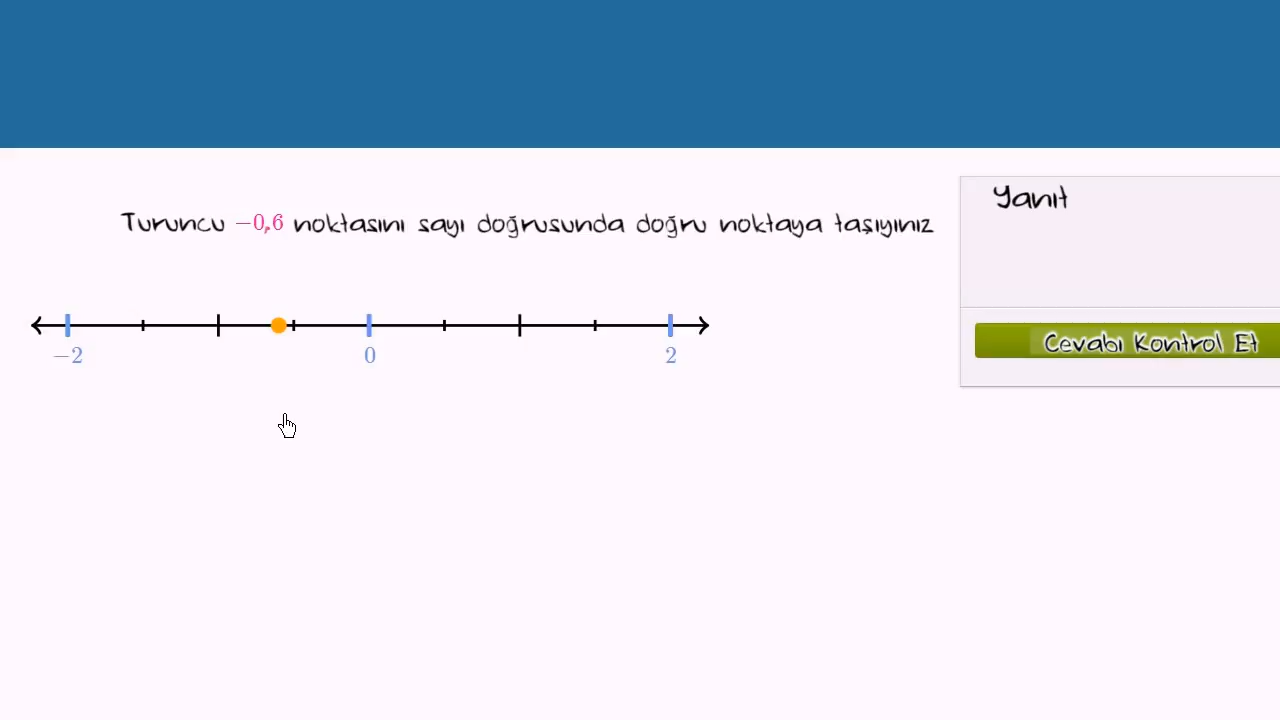 Turuncu −0,6 noktasını sayı doğrusunda doğru noktaya taşıyınız
Yanıt
Cevabı Kontrol Et
−2 0 2